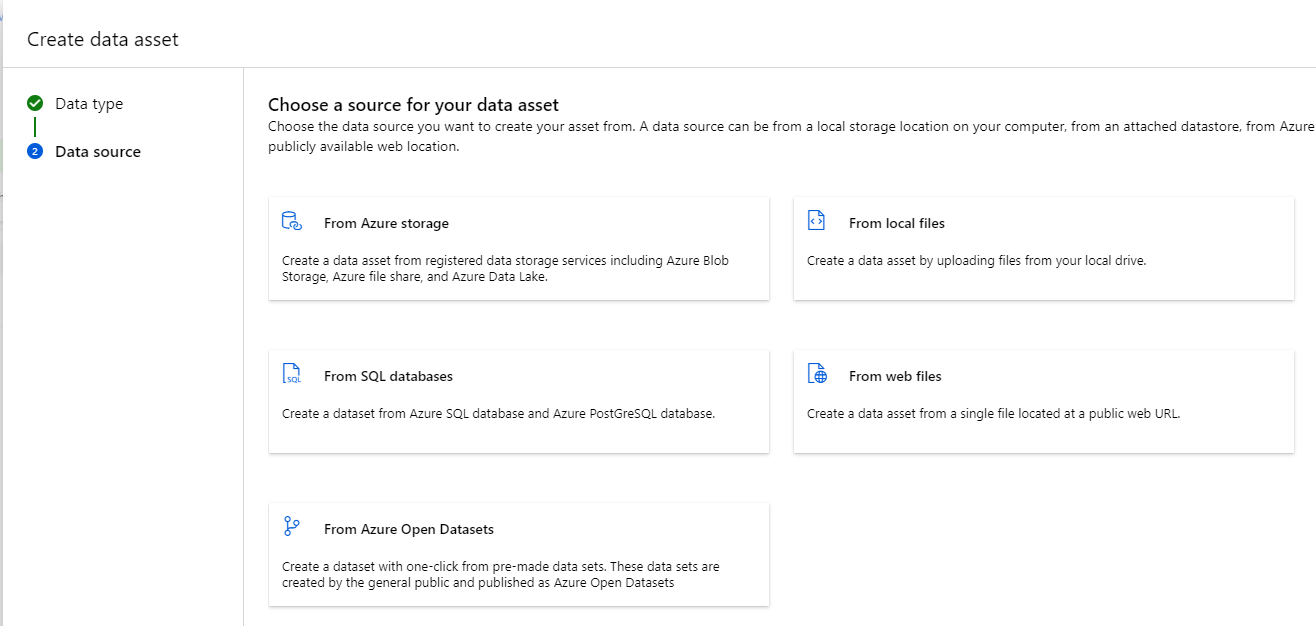 Create data asset
Data type
2
Data source
Choose a source for your data asset
Choose the data source you want to create your asset from. A data source can be from a local storage location on your computer, from an attached datastore, from Azure
publicly available web location.
From Azure storage
Create a data asset from registered data storage services including Azure Blob
Storage, Azure file share, and Azure Data Lake.
From local files
Create a data asset by uploading files from your local drive.
SQL
From SQL databases
Create a dataset from Azure SQL database and Azure PostGreSQL database.
From web files
Create a data asset from a single file located at a public web URL.
From Azure Open Datasets
Create a dataset with one-click from pre-made data sets. These data sets are
created by the general public and published as Azure Open Datasets